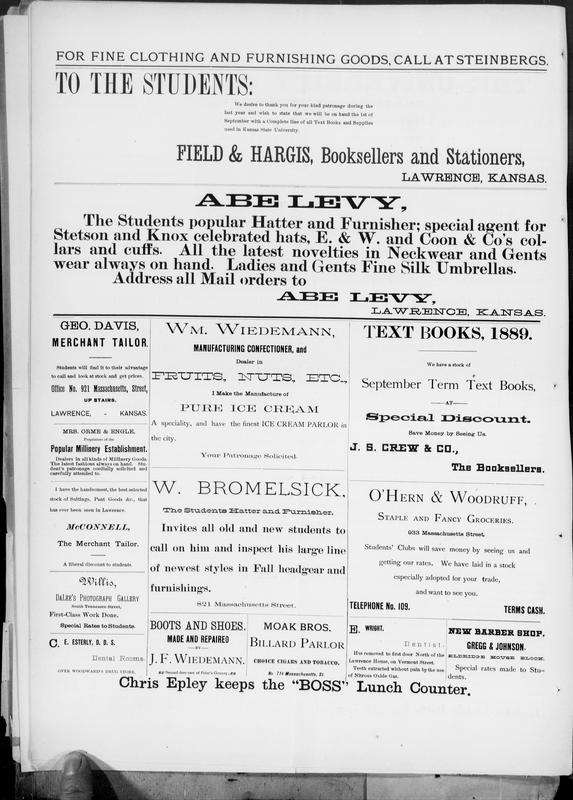 FOR FINE CLOTHING AND FURNISHING GOODS, CALL AT STEINBERGS.
TO THE STUDENTS:
We desire to thank you for your kind patronage during the
last year and wish to state that we will be on hand the 1st of
September with a Complete line of all Text Books and Supplies
used in Kansas State University.
FIELD & HARGIS, Booksellers and Stationers,
LAWRENCE, KANSAS.
ABE LEVY,
The Students popular Hatter and Furnisher; special agent for
Stetson and Knox celebrated hats, E. & W. and Coon & Co's col-
lars and cuffs. All the latest novelties in Neckwear and Gents
wear always on hand. Ladies and Gents Fine Silk Umbrellas.
Address all Mail orders to
ABE LEVY,
LAWRENCE, KANSAS.
GEO. DAVIS,
MERCHANT TAILOR.
Students will find it to their advantage
to call and look at stock and get prices.
Office No. 921 Massachusetts, Street,
UP STAIRS.
LAWRENCE, - KANSAS.
MRS. ORME & ENGLE,
Proprietors of the
Popular Millinery Establishment.
Dealers in all kinds of Millinery Goods.
The latest fashions always on hand. Stu-
dent's patronage cordially solicited and
carefully attended to.
I have the handsomest, the best selected
stock of Suitings, Pant Goods &c., that
has ever been seen in Lawrence.
McCONNELL,
The Merchant Tailor.
A liberal discount to students.
Willis,
DALEE'S PHOTOGRAPH GALLERY
South Tennessee Street,
First-Class Work Done.
Special Rates to Students.
C. E. ESTERLY, D. D. S.
Dental Rooms
OVER WOODWARD'S DRUG STORE.
WM. WIEDEMANN,
MANUFACTURING CONFECTIONER, and
Dealer in
FRUITS, NUTS, ETC.,
I Make the Manufacture of
PURE ICE CREAM
A speciality, and have the finest ICE CREAM PARLOR in
the city.
Your Patronage Solicited.
W. BROMELSICK,
The Students Hatter and Furnisher.
Invites all old and new students to
call on him and inspect his large line
of newest styles in Fall headgear and
furnishings.
821 Massachusetts Street.
BOOTS AND SHOES.
MADE AND REPAIRED
BY
J. F. WIEDEMANN.
Second door east of Fuller's Grocery
MOAK BROS.
BILLARD PARLOR
CHOICE CIGARS AND TOBACCO.
No. 714 Massachusetts, St.
TEXT BOOKS, 1889.
We have a stock of
September Term Text Books,
AT
Special Discount.
Save Money by Seeing Us.
J. S. CREW & CO.,
The Booksellers.
O'HERN & WOODRUFF,
STAPLE AND FANCY GROCERIES.
933 Massachusetts Street.
Students' Clubs will save money by seeing us and
getting our rates. We have laid in a stock
especially adopted for your trade,
and want to see you.
TELEPHONE No. 109. TERMS CASH.
E. WRIGHT,
Dentist.
Has removed to first door North of the
Lawrence House, on Vermont Street.
Teeth extracted without pain by the use
of Nitrous Oxide Gas.
NEW BARBER SHOP.
GREGG & JOHNSON.
ELDRIDGE HOUSE BLOCK.
Special rates made to Stu-
dents.
Chris Epley keeps the "BOSS" Lunch Counter.